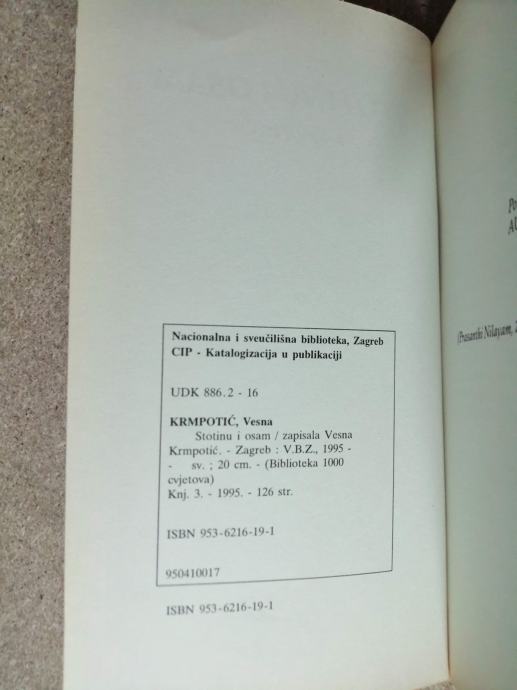 Nacionalna i sveučilišna biblioteka, Zagreb
CIP - Katalogizacija u publikaciji
UDK 886.2 - 16
KRMPOTIĆ, Vesna
Stotinu i osam / zapisala Vesna
Krmpotić. - Zagreb : V.B.Z., 1995 -
- sv. ; 20 cm. - (Biblioteka 1000
cvjetova)
Knj. 3. - 1995. - 126 str.
ISBN 953-6216-19-1
950410017
ISBN 953-6216-19-1
(Prasanthi Nilayam,